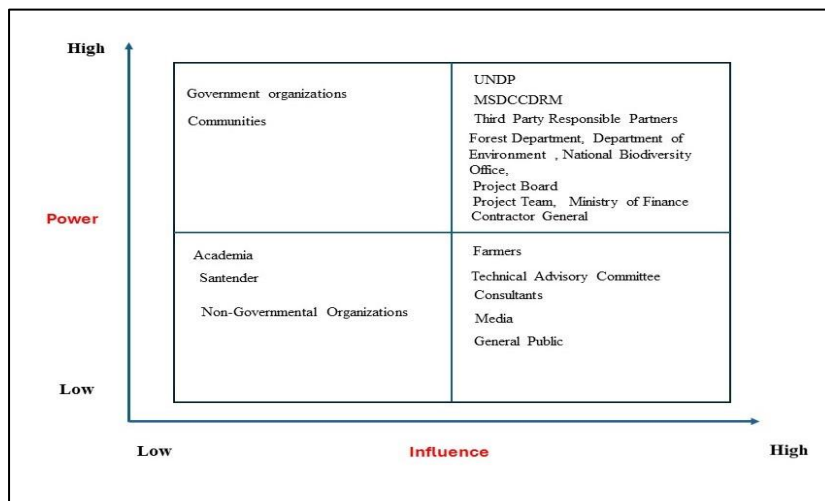 High
Government organizations
Communities
UNDP
MSDCCDRM
Third Party Responsible Partners
Forest Department, Department of
Environment , National Biodiversity
Office,
Project Board
Project Team, Ministry of Finance
Contractor General
Power
Academia
Santender
Non-Governmental Organizations
Farmers
Technical Advisory Committee
Consultants
Media
General Public
Low
Low
Influence
High